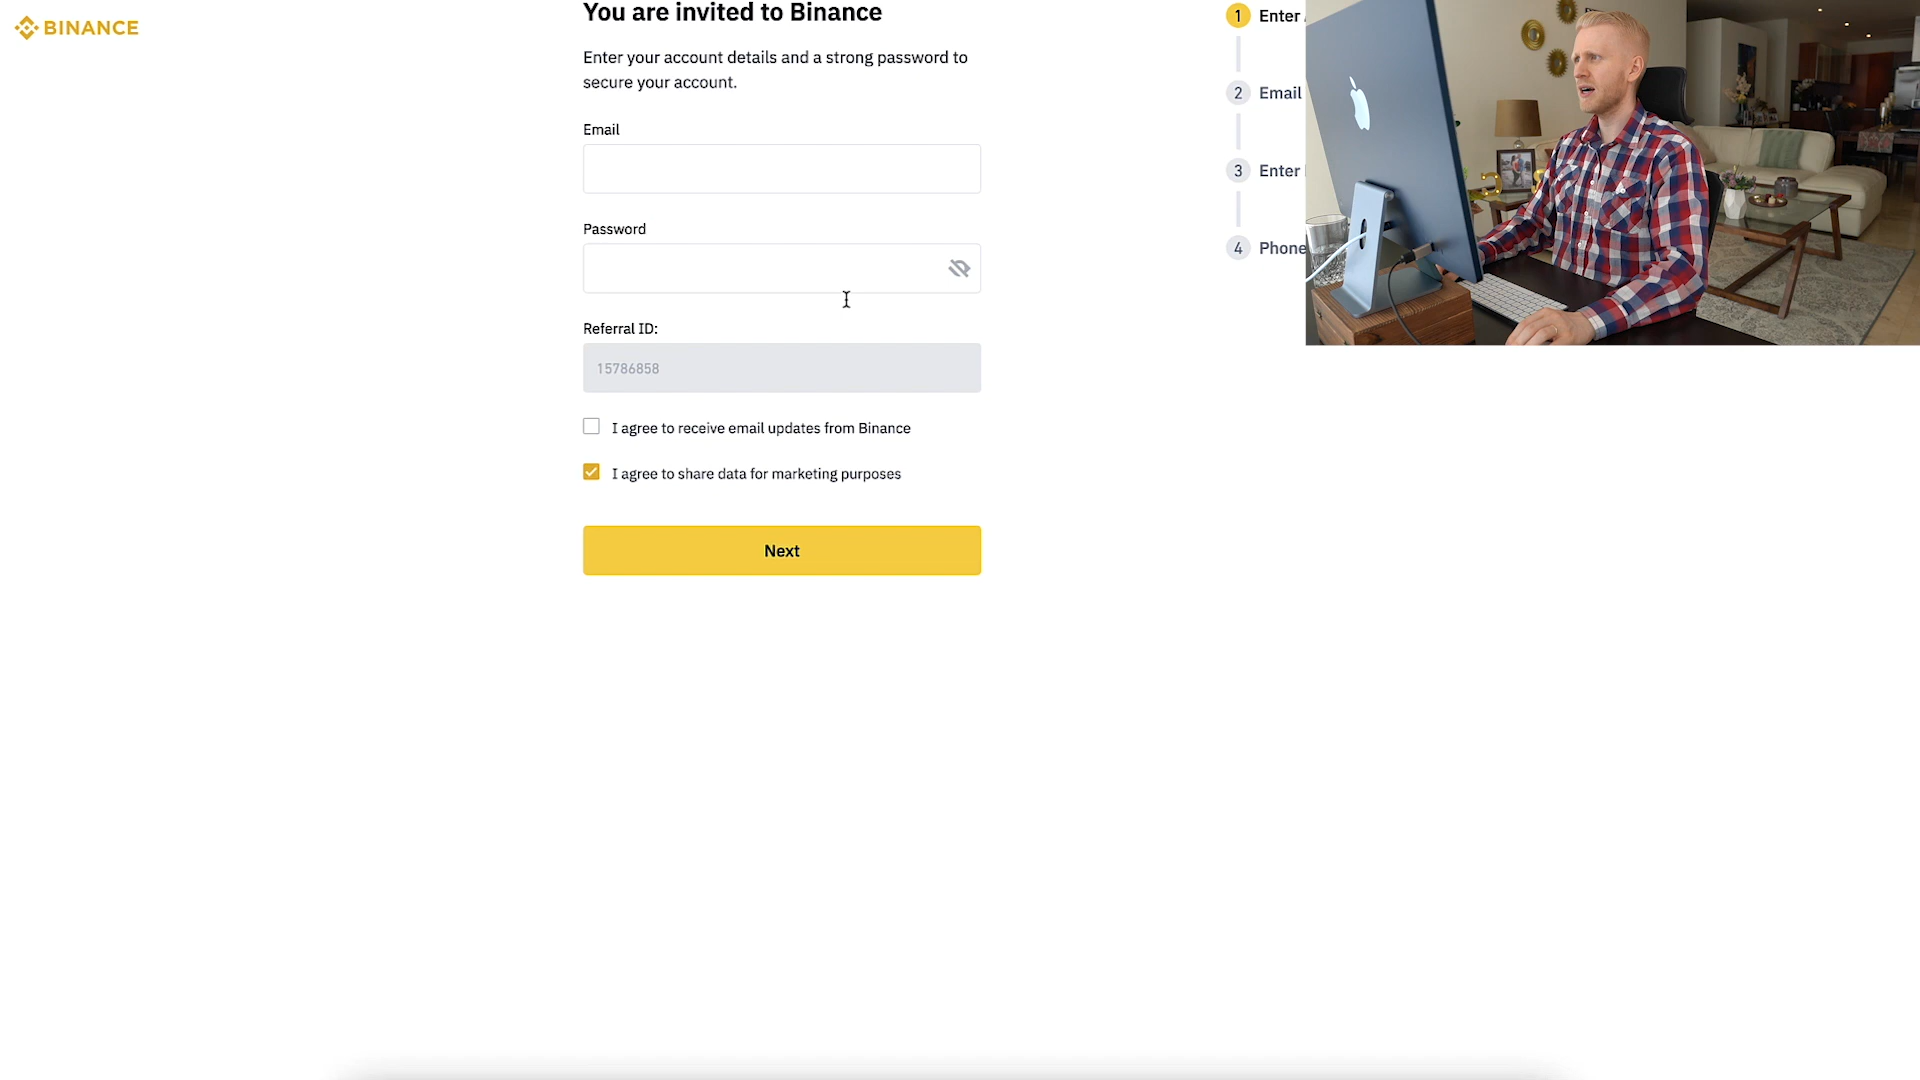 BINANCE
You are invited to Binance
Enter your account details and a strong password to
secure your account.
Email
Password
Referral ID:
15786858
I agree to receive email updates from Binance
I agree to share data for marketing purposes
Next
1 Enter
2 Email
3 Enter
4 Phone